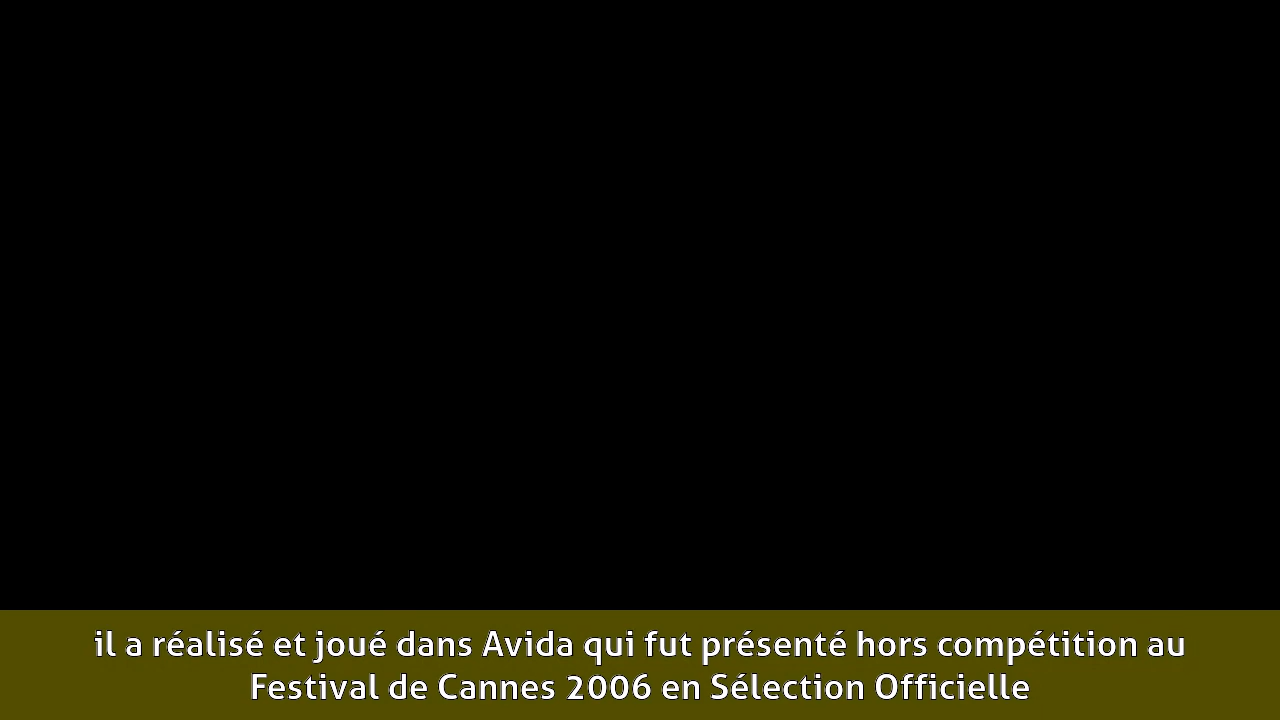 il a réalisé et joué dans Avida qui fut présenté hors compétition au
Festival de Cannes 2006 en Sélection Officielle